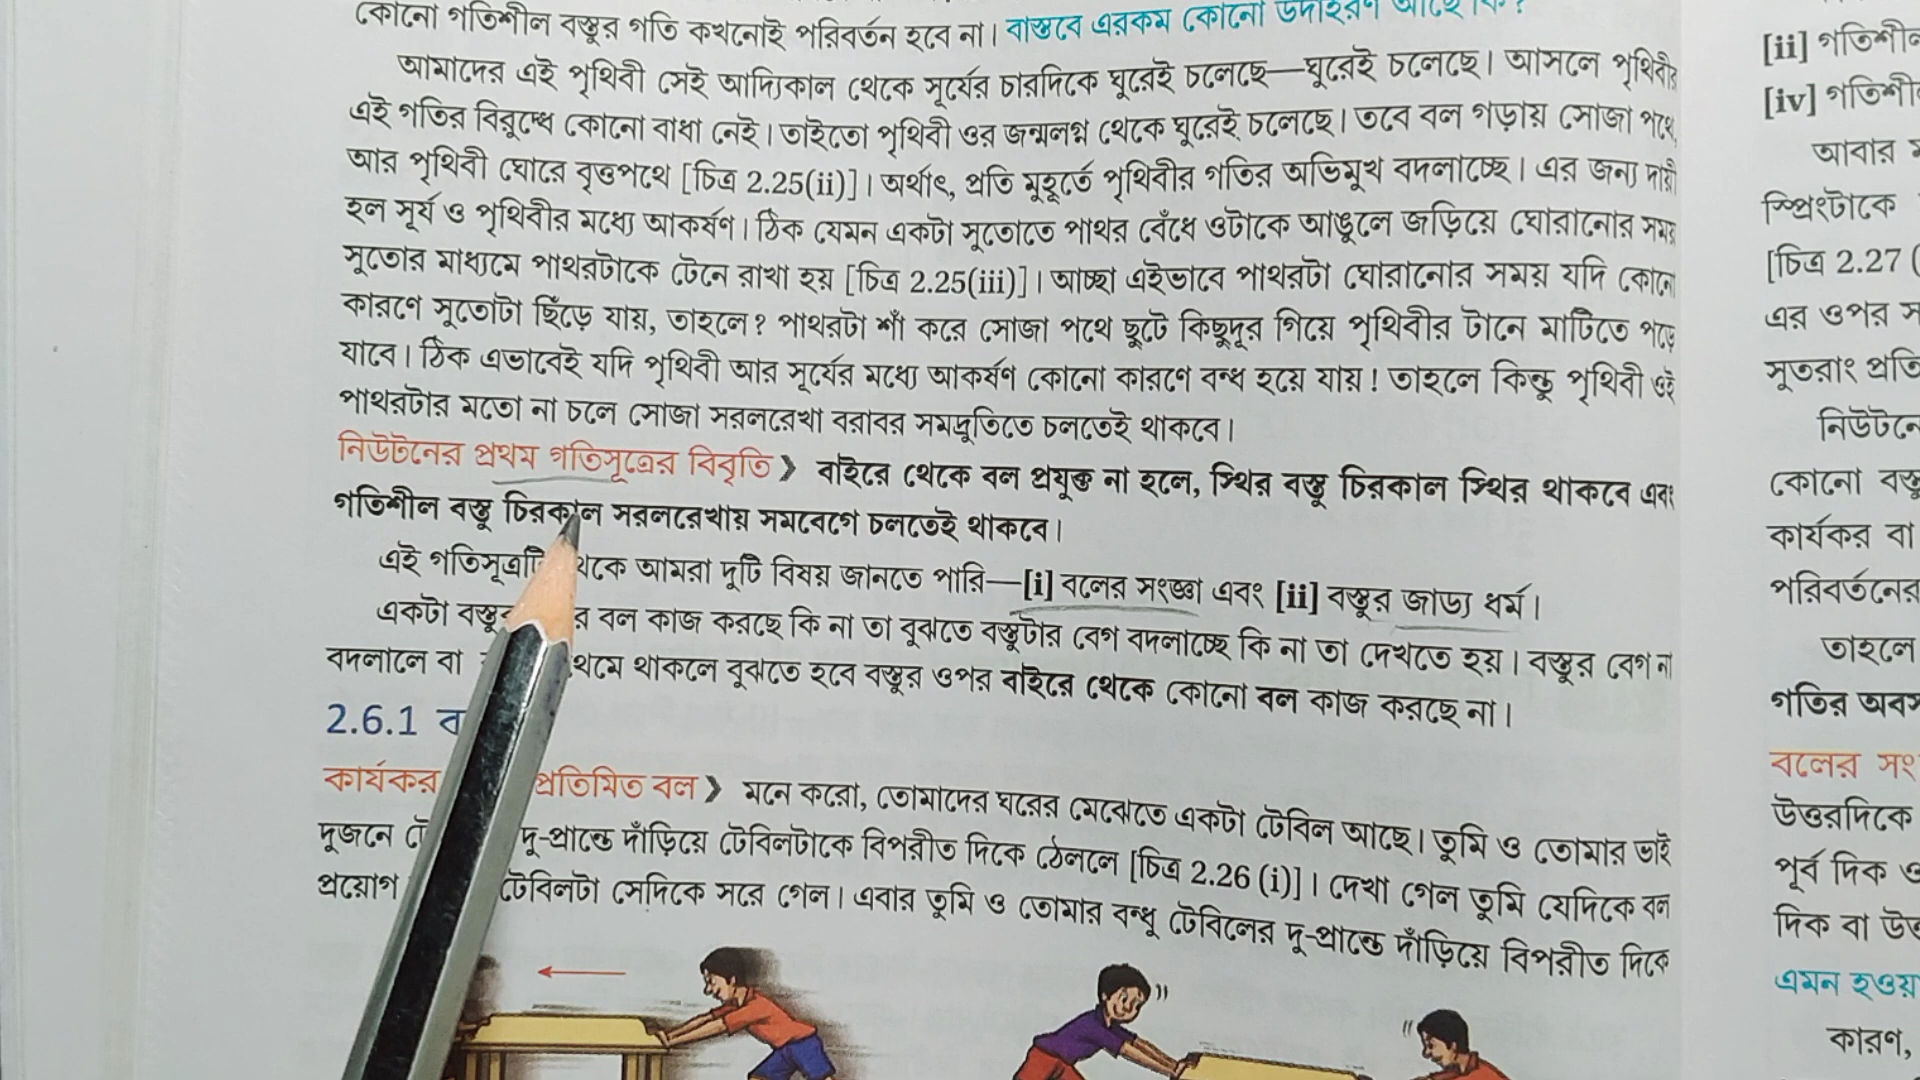 কোনো গতিশীল বস্তুর গতি কখনোই পরিবর্তন হবে না। বাস্তবে এরকম কোনো উদাহরণ আছে কি?
আমাদের এই পৃথিবী সেই আদ্যিকাল থেকে সূর্যের চারদিকে ঘুরেই চলেছে—ঘুরেই চলেছে। আসলে পৃথিবীর
এই গতির বিরুদ্ধে কোনো বাধা নেই। তাইতো পৃথিবী ওর জন্মলগ্ন থেকে ঘুরেই চলেছে। তবে বল গড়ায় সোজা পথে,
আর পৃথিবী ঘোরে বৃত্তপথে [চিত্র 2.25(ii)]। অর্থাৎ, প্রতি মুহূর্তে পৃথিবীর গতির অভিমুখ বদলাচ্ছে। এর জন্য দায়ী
হল সূর্য ও পৃথিবীর মধ্যে আকর্ষণ। ঠিক যেমন একটা সুতোতে পাথর বেঁধে ওটাকে আঙুলে জড়িয়ে ঘোরানোর সময়
সুতোর মাধ্যমে পাথরটাকে টেনে রাখা হয় [চিত্র 2.25(iii)]। আচ্ছা এইভাবে পাথরটা ঘোরানোর সময় যদি কোনো
কারণে সুতোটা ছিঁড়ে যায়, তাহলে? পাথরটা শাঁ করে সোজা পথে ছুটে কিছুদূর গিয়ে পৃথিবীর টানে মাটিতে পড়ে
যাবে। ঠিক এভাবেই যদি পৃথিবী আর সূর্যের মধ্যে আকর্ষণ কোনো কারণে বন্ধ হয়ে যায়! তাহলে কিন্তু পৃথিবী ওই
পাথরটার মতো না চলে সোজা সরলরেখা বরাবর সমদ্রুতিতে চলতেই থাকবে।
নিউটনের প্রথম গতিসূত্রের বিবৃতি❯ বাইরে থেকে বল প্রযুক্ত না হলে, স্থির বস্তু চিরকাল স্থির থাকবে এবং
গতিশীল বস্তু চিরকাল সরলরেখায় সমবেগে চলতেই থাকবে।
এই গতিসূত্রটি থেকে আমরা দুটি বিষয় জানতে পারি—[i] বলের সংজ্ঞা এবং [ii] বস্তুর জাড্য ধর্ম।
একটা বস্তুর র বল কাজ করছে কি না তা বুঝতে বস্তুটার বেগ বদলাচ্ছে কি না তা দেখতে হয়। বস্তুর বেগ না
বদলালে বা থেমে থাকলে বুঝতে হবে বস্তুর ওপর বাইরে থেকে কোনো বল কাজ করছে না।
2.6.1 ব
কার্যকর প্রতিমিত বল❯ মনে করো, তোমাদের ঘরের মেঝেতে একটা টেবিল আছে। তুমি ও তোমার ভাই
দুজনে টে দু-প্রান্তে দাঁড়িয়ে টেবিলটাকে বিপরীত দিকে ঠেললে [চিত্র 2.26 (i)]। দেখা গেল তুমি যেদিকে বল
প্রয়োগ টেবিলটা সেদিকে সরে গেল। এবার তুমি ও তোমার বন্ধু টেবিলের দু-প্রান্তে দাঁড়িয়ে বিপরীত দিকে
[ii] গতিশীল
[iv] গতিশী
আবার
স্প্রিংটাকে
[চিত্র 2.27 (
এর ওপর স
সুতরাং প্রতি
নিউটনে
কোনো বস্তু
কার্যকর বা
পরিবর্তনের
তাহলে
গতির অবস
বলের সং
উত্তরদিকে
পূর্ব দিক ও
দিক বা উত্ত
এমন হওয়া
কারণ,